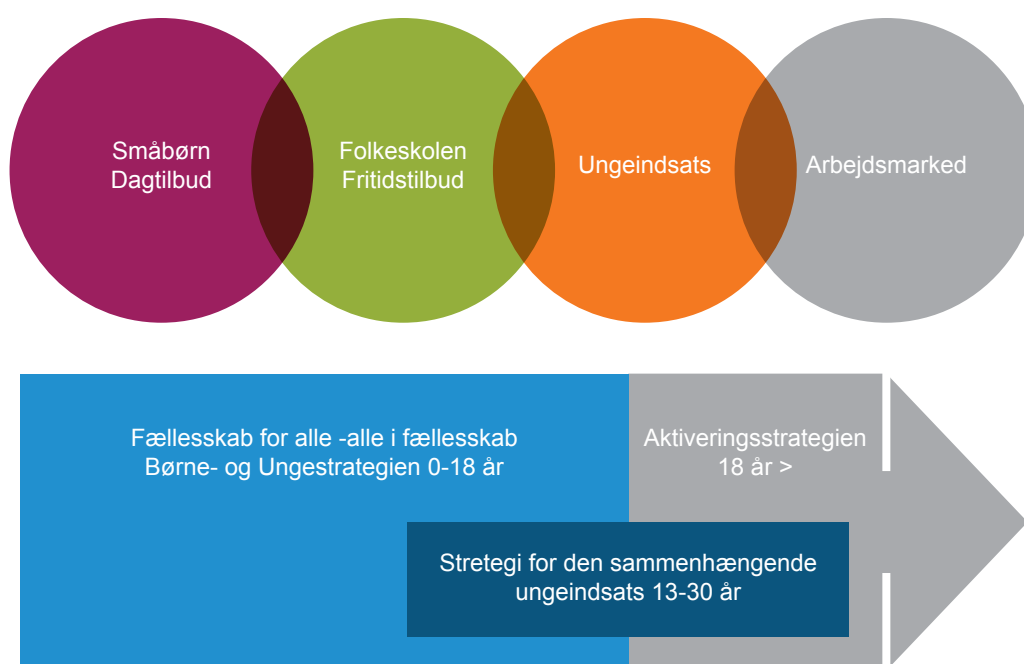 Småbørn
Dagtilbud
Folkeskolen
Fritidstilbud
Ungeindsats
Arbejdsmarked
Fællesskab for alle -alle i fællesskab
Børne- og Ungestrategien 0-18 år
Aktiveringsstrategien
18 år >
Stretegi for den sammenhængende
ungeindsats 13-30 år